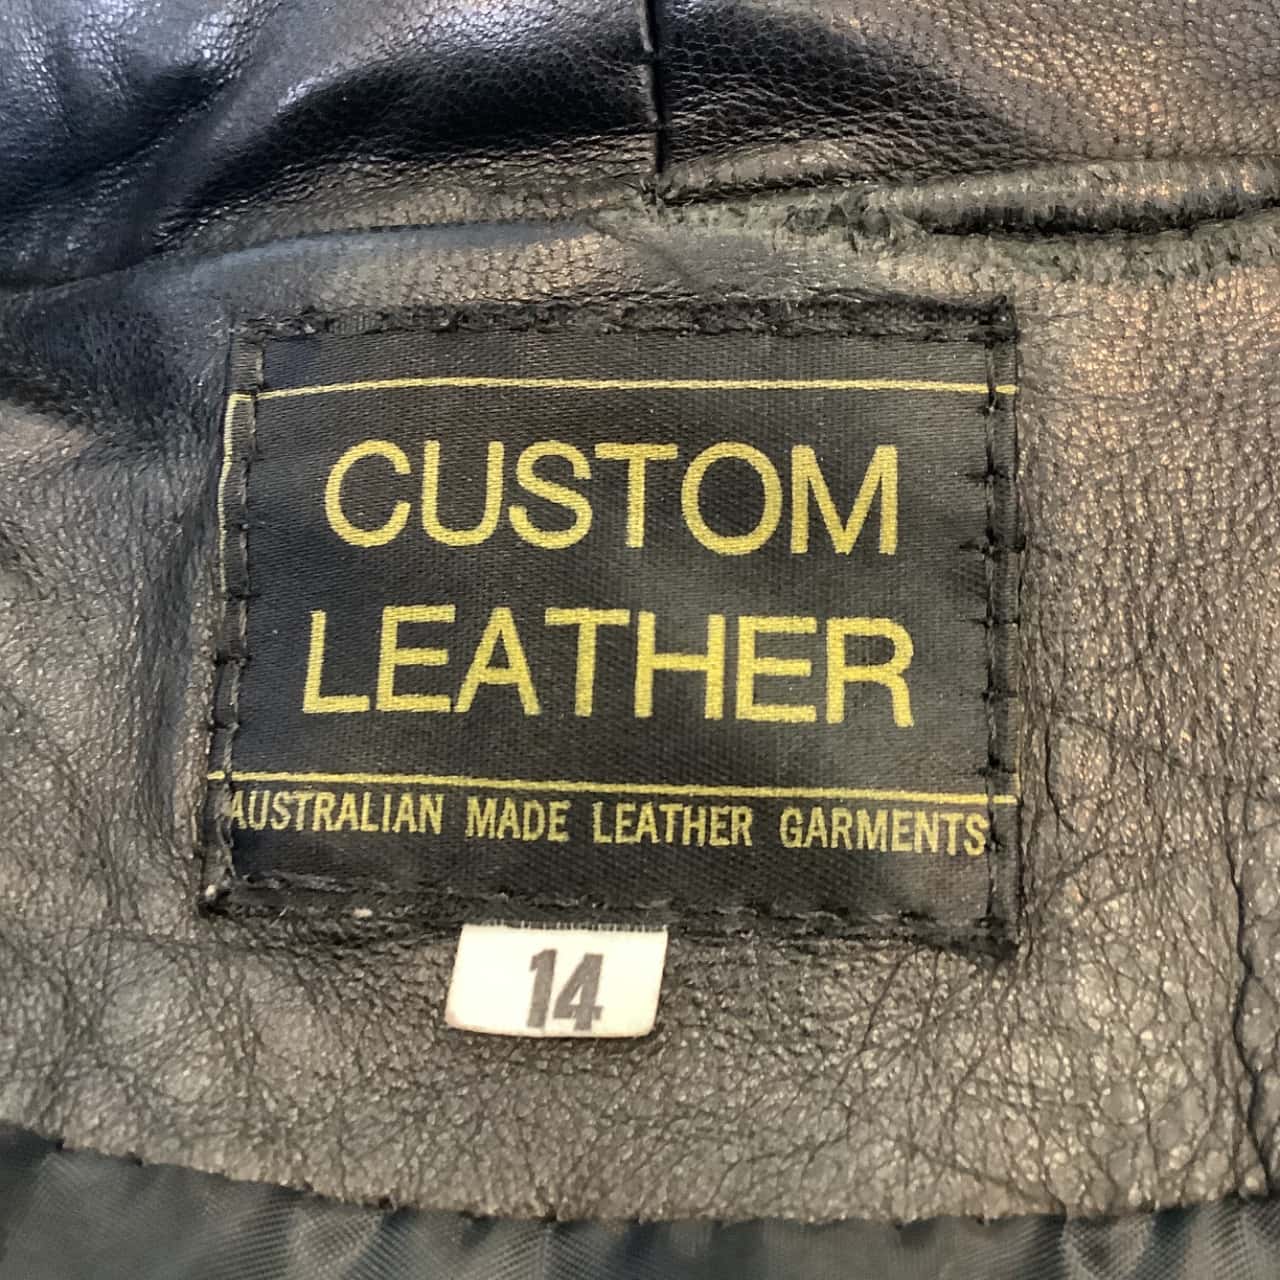 CUSTOM
LEATHER
AUSTRALIAN MADE LEATHER GARMENTS
14